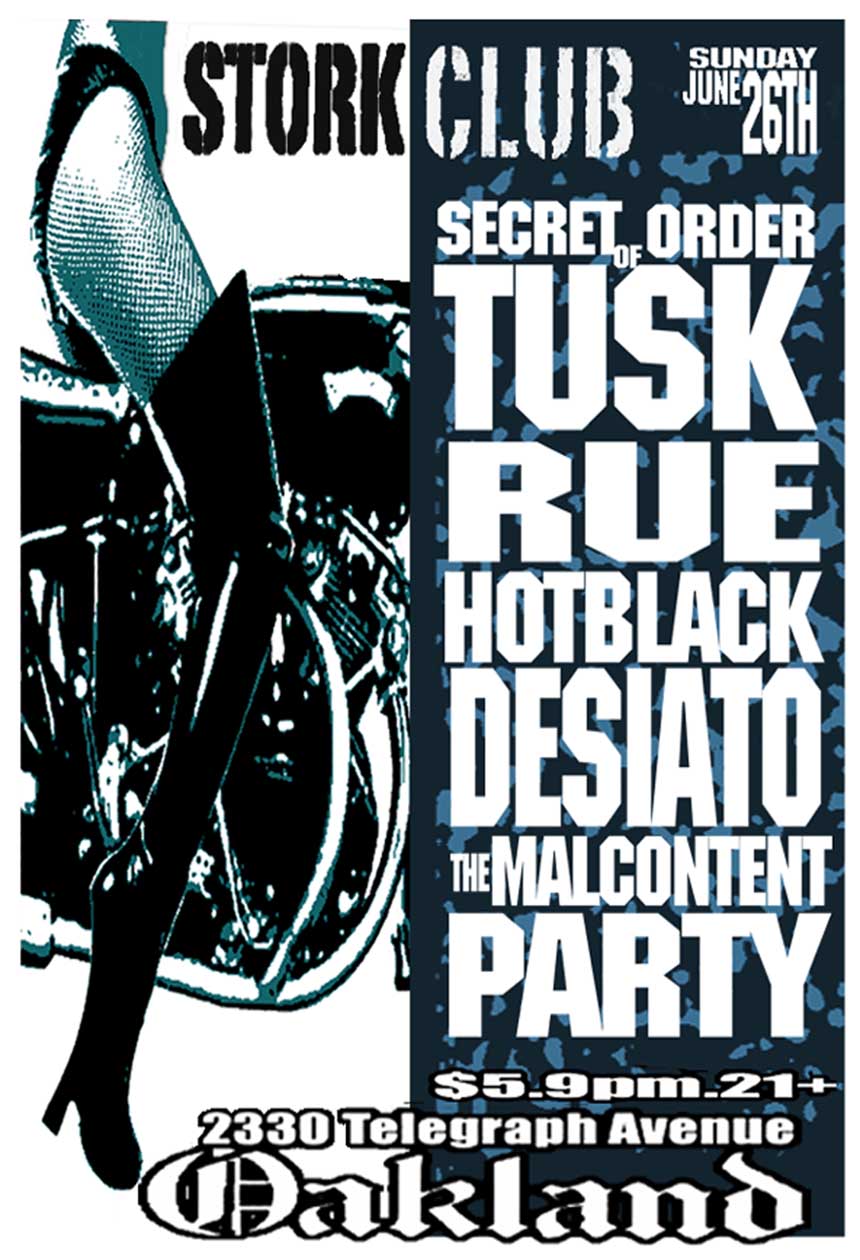 STORK CLUB
SUNDAY
JUNE 26TH
SECRET OF ORDER
TUSK
RUE
HOTBLACK
DESIATO
THE MALCONTENT
PARTY
$5.9pm.21+
2330 Telegraph Avenue
Oakland